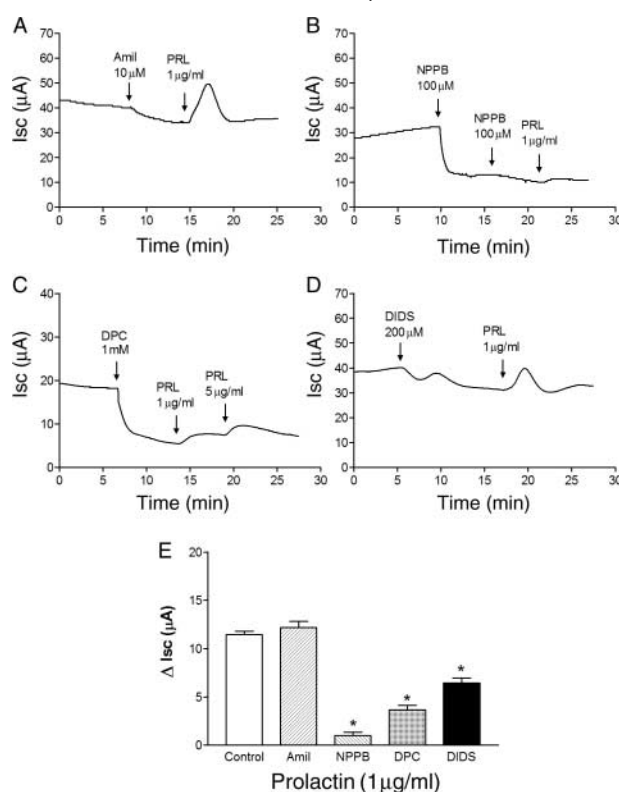 A
Isc (μA)
70
60
50
40
30
20
10
0
Amil
10μM
PRL
1μg/ml
0 5 10 15 20 25 30
Time (min)
B
Isc (μA)
70
60
50
40
30
20
10
0
NPPB
100μM
NPPB
100μM
PRL
1μg/ml
0 5 10 15 20 25 30
Time (min)
C
Isc (μA)
40
30
20
10
0
DPC
1mM
PRL
1μg/ml
PRL
5μg/ml
0 5 10 15 20 25 30
Time (min)
D
Isc (μA)
70
60
50
40
30
20
10
0
DIDS
200μM
PRL
1μg/ml
0 5 10 15 20 25 30
Time (min)
E
Δ Isc (μA)
20
15
10
5
0
* * *
Control Amil NPPB DPC DIDS
Prolactin (1μg/ml)